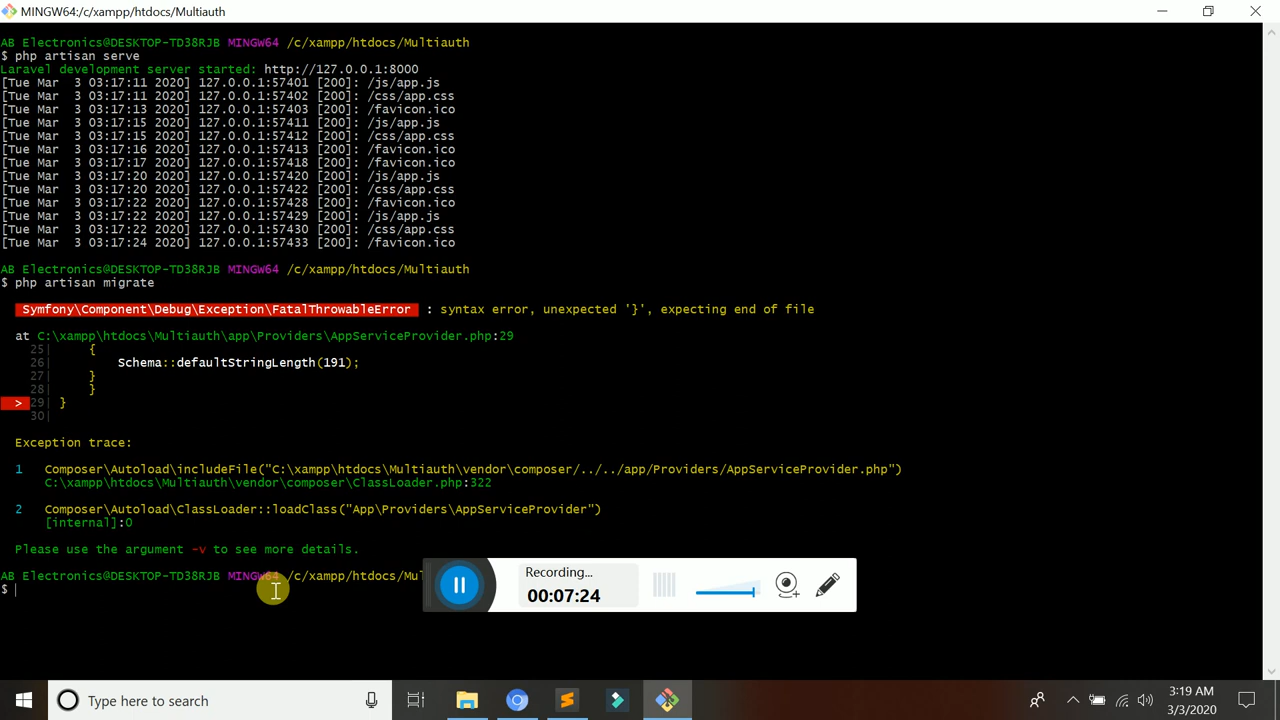 MINGW64:/c/xampp/htdocs/Multiauth
AB Electronics@DESKTOP-TD38RJB MINGW64 /c/xampp/htdocs/Multiauth
$ php artisan serve
Laravel development server started: http://127.0.0.1:8000
[Tue Mar  3 03:17:11 2020] 127.0.0.1:57401 [200]: /js/app.js
[Tue Mar  3 03:17:11 2020] 127.0.0.1:57402 [200]: /css/app.css
[Tue Mar  3 03:17:13 2020] 127.0.0.1:57403 [200]: /favicon.ico
[Tue Mar  3 03:17:15 2020] 127.0.0.1:57411 [200]: /js/app.js
[Tue Mar  3 03:17:15 2020] 127.0.0.1:57412 [200]: /css/app.css
[Tue Mar  3 03:17:16 2020] 127.0.0.1:57413 [200]: /favicon.ico
[Tue Mar  3 03:17:17 2020] 127.0.0.1:57418 [200]: /favicon.ico
[Tue Mar  3 03:17:20 2020] 127.0.0.1:57420 [200]: /js/app.js
[Tue Mar  3 03:17:20 2020] 127.0.0.1:57422 [200]: /css/app.css
[Tue Mar  3 03:17:22 2020] 127.0.0.1:57428 [200]: /favicon.ico
[Tue Mar  3 03:17:22 2020] 127.0.0.1:57429 [200]: /js/app.js
[Tue Mar  3 03:17:22 2020] 127.0.0.1:57430 [200]: /css/app.css
[Tue Mar  3 03:17:24 2020] 127.0.0.1:57433 [200]: /favicon.ico
AB Electronics@DESKTOP-TD38RJB MINGW64 /c/xampp/htdocs/Multiauth
$ php artisan migrate
Symfony\Component\Debug\Exception\FatalThrowableError : syntax error, unexpected '}', expecting end of file
at C:\xampp\htdocs\Multiauth\app\Providers\AppServiceProvider.php:29
25| {
26| Schema::defaultStringLength(191);
27| }
28| }
> 29| }
30|
Exception trace:
1 Composer\Autoload\includeFile("C:\xampp\htdocs\Multiauth\vendor\composer/../../app/Providers/AppServiceProvider.php")
C:\xampp\htdocs\Multiauth\vendor\composer\ClassLoader.php:322
2 Composer\Autoload\ClassLoader::loadClass("App\Providers\AppServiceProvider")
[internal]:0
Please use the argument -v to see more details.
AB Electronics@DESKTOP-TD38RJB MINGW64 /c/xampp/htdocs/Mul
$
Recording...
00:07:24
Type here to search
3:19 AM
3/3/2020